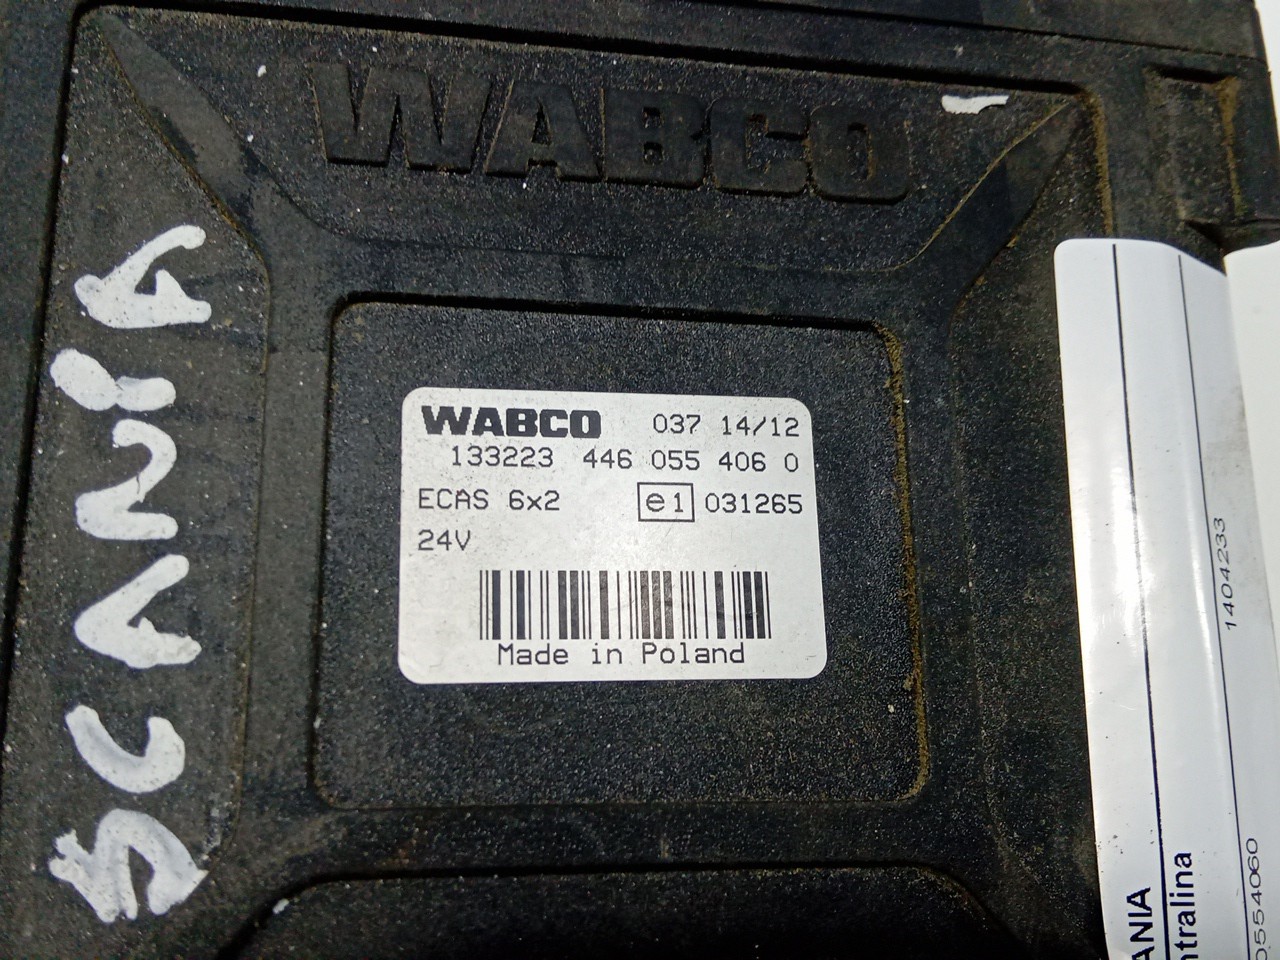 WABCO
SCANIA
WABCO 037 14/12
133223 446 055 406 0
ECAS 6x2 e1 031265
24V
Made in Poland
ANIA
ntralina
1404233
0554060